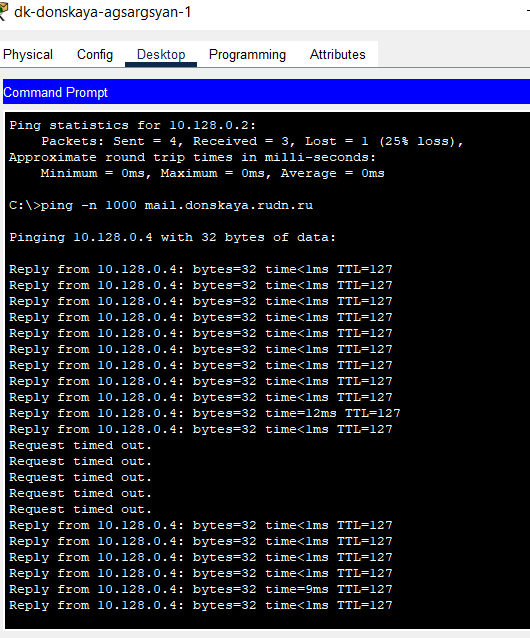 dk-donskaya-agsargsyan-1
Physical Config Desktop Programming Attributes
Command Prompt
Ping statistics for 10.128.0.2:
    Packets: Sent = 4, Received = 3, Lost = 1 (25% loss),
Approximate round trip times in milli-seconds:
    Minimum = 0ms, Maximum = 0ms, Average = 0ms
C:\>ping -n 1000 mail.donskaya.rudn.ru
Pinging 10.128.0.4 with 32 bytes of data:
Reply from 10.128.0.4: bytes=32 time<1ms TTL=127
Reply from 10.128.0.4: bytes=32 time<1ms TTL=127
Reply from 10.128.0.4: bytes=32 time<1ms TTL=127
Reply from 10.128.0.4: bytes=32 time<1ms TTL=127
Reply from 10.128.0.4: bytes=32 time<1ms TTL=127
Reply from 10.128.0.4: bytes=32 time<1ms TTL=127
Reply from 10.128.0.4: bytes=32 time<1ms TTL=127
Reply from 10.128.0.4: bytes=32 time<1ms TTL=127
Reply from 10.128.0.4: bytes=32 time<1ms TTL=127
Reply from 10.128.0.4: bytes=32 time=12ms TTL=127
Reply from 10.128.0.4: bytes=32 time<1ms TTL=127
Request timed out.
Request timed out.
Request timed out.
Request timed out.
Request timed out.
Reply from 10.128.0.4: bytes=32 time<1ms TTL=127
Reply from 10.128.0.4: bytes=32 time<1ms TTL=127
Reply from 10.128.0.4: bytes=32 time<1ms TTL=127
Reply from 10.128.0.4: bytes=32 time<1ms TTL=127
Reply from 10.128.0.4: bytes=32 time=9ms TTL=127
Reply from 10.128.0.4: bytes=32 time<1ms TTL=127